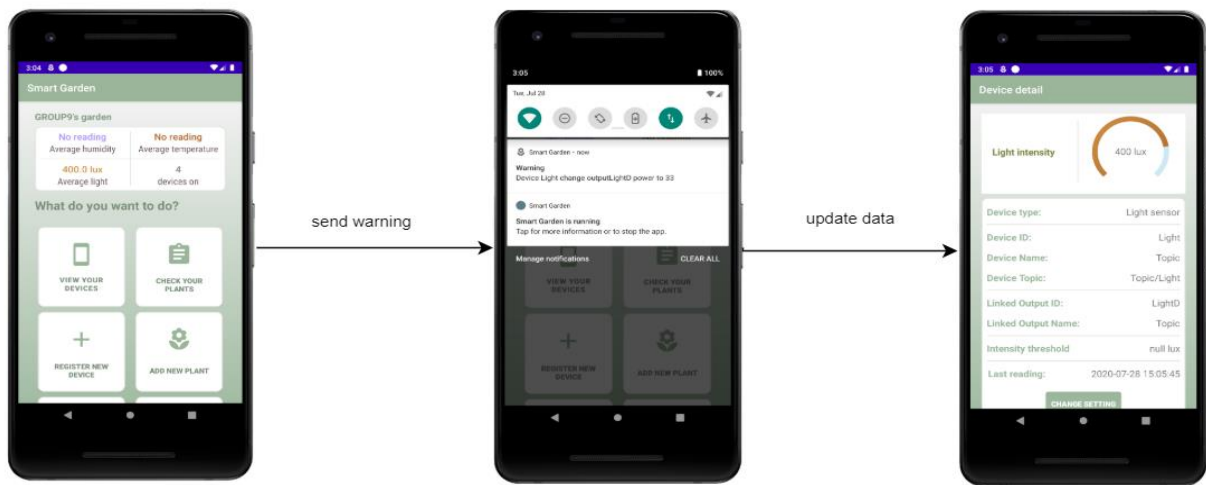 3:04
Smart Garden
GROUP9's garden
No reading
Average humidity
No reading
Average temperature
400.0 lux
Average light
4
devices on
What do you want to do?
VIEW YOUR
DEVICES
CHECK YOUR
PLANTS
REGISTER NEW
DEVICE
ADD NEW PLANT
send warning
3:05
100%
Tue, Jul 28
Smart Garden • now
Warning
Device Light change outputLightD power to 33
Smart Garden
Smart Garden is running
Tap for more information or to stop the app.
Manage notifications
CLEAR ALL
VIEW YOUR
DEVICES
CHECK YOUR
PLANTS
REGISTER NEW
DEVICE
ADD NEW PLANT
update data
3:05
Device detail
Light intensity
400 lux
Device type: Light sensor
Device ID: Light
Device Name: Topic
Device Topic: Topic/Light
Linked Output ID: LightD
Linked Output Name: Topic
Intensity threshold null lux
Last reading: 2020-07-28 15:05:45
CHANGE SETTING